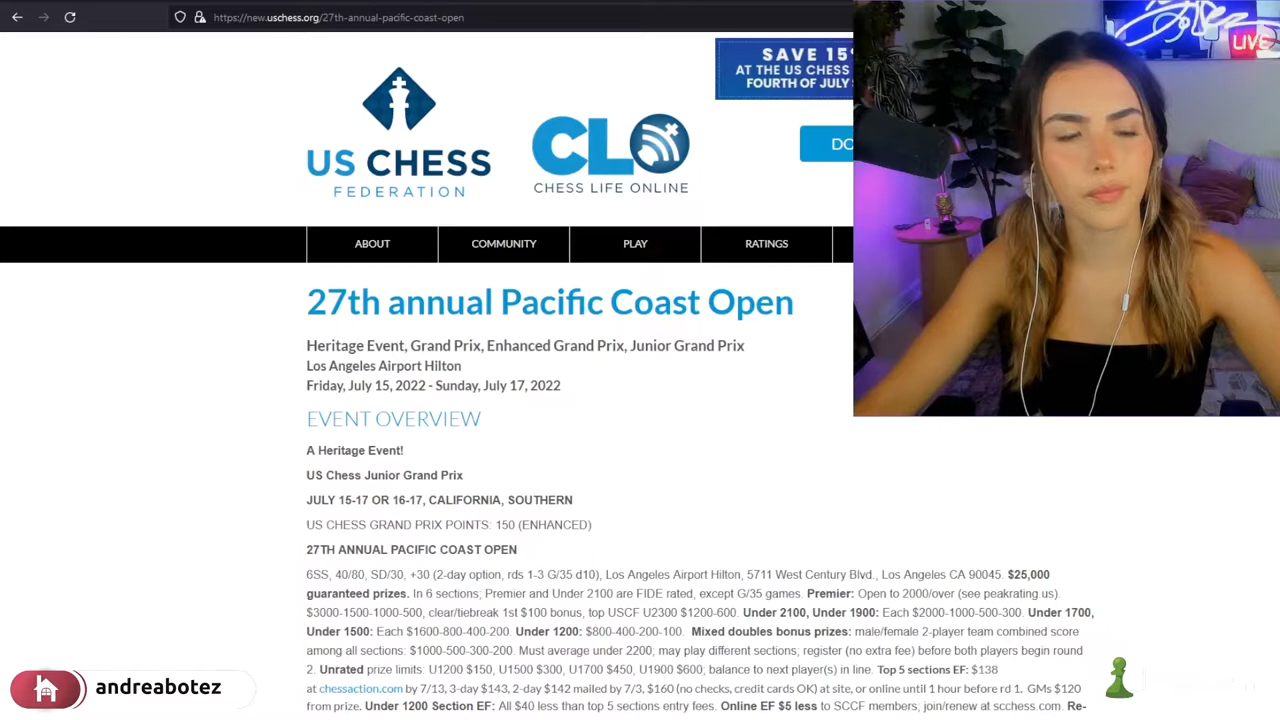 https://new.uschess.org/27th-annual-pacific-coast-open
SAVE 15
AT THE US CHESS
FOURTH OF JULY
LIVE
US CHESS
FEDERATION
CL
CHESS LIFE ONLINE
ABOUT
COMMUNITY
PLAY
RATINGS
27th annual Pacific Coast Open
Heritage Event, Grand Prix, Enhanced Grand Prix, Junior Grand Prix
Los Angeles Airport Hilton
Friday, July 15, 2022 - Sunday, July 17, 2022
EVENT OVERVIEW
A Heritage Event!
US Chess Junior Grand Prix
JULY 15-17 OR 16-17, CALIFORNIA, SOUTHERN
US CHESS GRAND PRIX POINTS: 150 (ENHANCED)
27TH ANNUAL PACIFIC COAST OPEN
6SS, 40/80, SD/30, +30 (2-day option, rds 1-3 G/35 d10), Los Angeles Airport Hilton, 5711 West Century Blvd., Los Angeles CA 90045. $25,000
guaranteed prizes. In 6 sections; Premier and Under 2100 are FIDE rated, except G/35 games. Premier: Open to 2000/over (see peakrating.us).
$3000-1500-1000-500, clear/tiebreak 1st $100 bonus, top USCF U2300 $1200-600. Under 2100, Under 1900: Each $2000-1000-500-300. Under 1700,
Under 1500: Each $1600-800-400-200. Under 1200: $800-400-200-100. Mixed doubles bonus prizes: male/female 2-player team combined score
among all sections: $1000-500-300-200. Must average under 2200; may play different sections; register (no extra fee) before both players begin round
2. Unrated prize limits: U1200 $150, U1500 $300, U1700 $450, U1900 $600; balance to next player(s) in line. Top 5 sections EF: $138
at chessaction.com by 7/13, 3-day $143, 2-day $142 mailed by 7/3, $160 (no checks, credit cards OK) at site, or online until 1 hour before rd 1. GMs $120
from prize. Under 1200 Section EF: All $40 less than top 5 sections entry fees. Online EF $5 less to SCCF members; join/renew at scchess.com. Re-
andreabotez